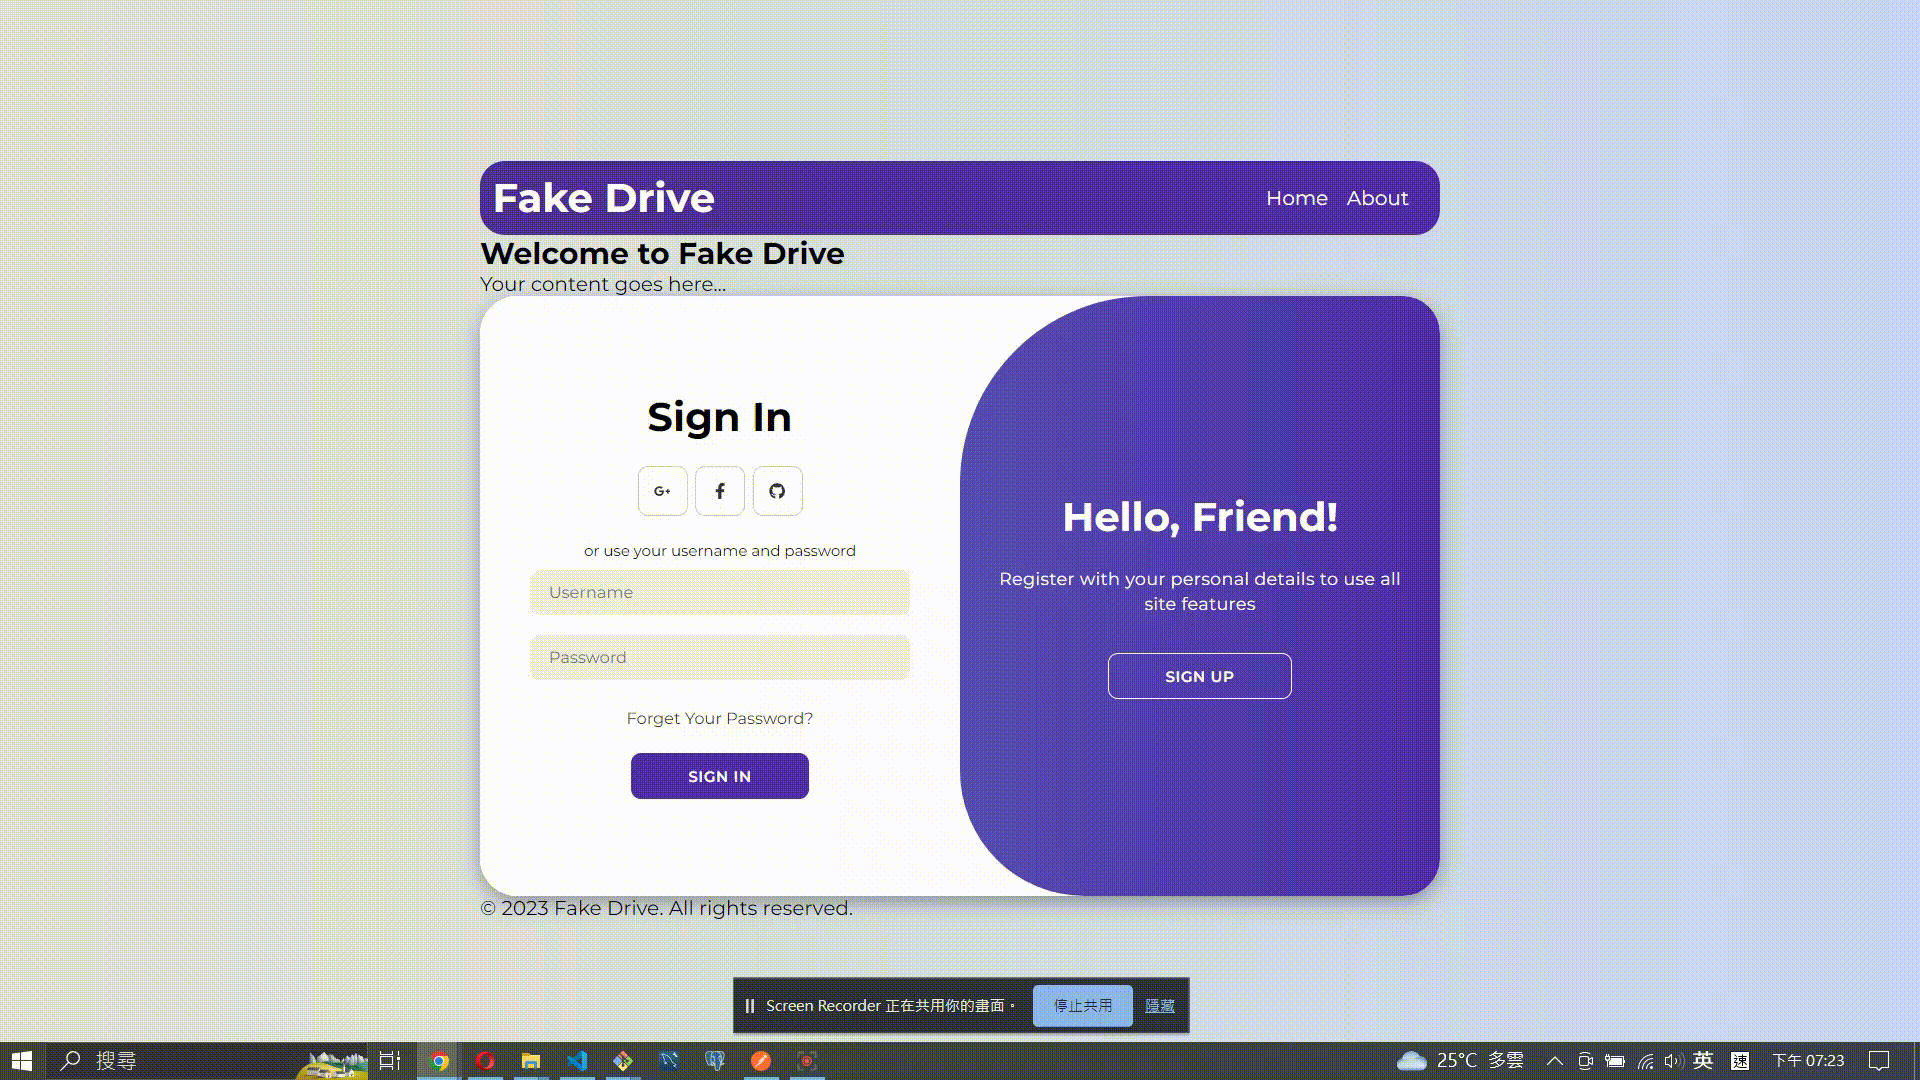 Fake Drive
Home About
Welcome to Fake Drive
Your content goes here...
Sign In
G+
or use your username and password
Username
Password
Forget Your Password?
SIGN IN
Hello, Friend!
Register with your personal details to use all
site features
SIGN UP
© 2023 Fake Drive. All rights reserved.
Screen Recorder 正在共用你的畫面。 停止共用 隱藏
搜尋
25°C 多雲 英 速 下午 07:23